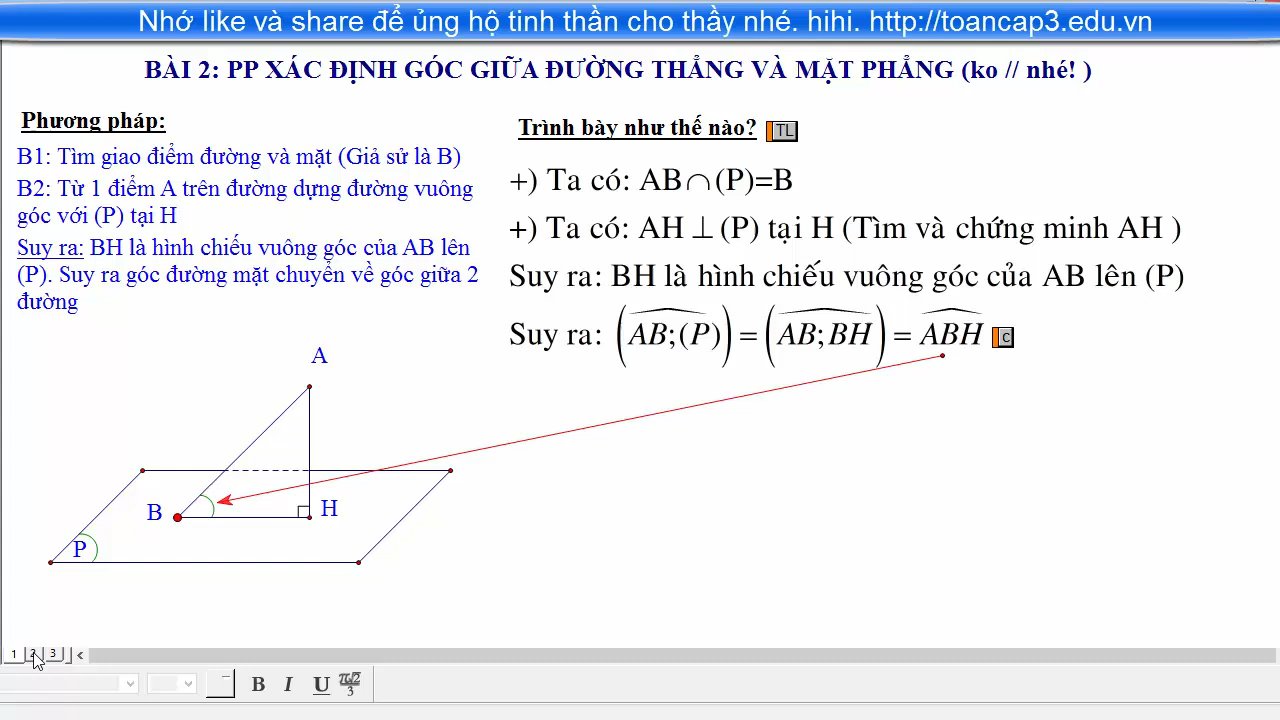 Nhớ like và share để ủng hộ tinh thần cho thầy nhé. hihi. http://toancap3.edu.vn
BÀI 2: PP XÁC ĐỊNH GÓC GIỮA ĐƯỜNG THẲNG VÀ MẶT PHẲNG (ko // nhé! )
Phương pháp:
B1: Tìm giao điểm đường và mặt (Giả sử là B)
B2: Từ 1 điểm A trên đường dựng đường vuông
góc với (P) tại H
Suy ra: BH là hình chiếu vuông góc của AB lên
(P). Suy ra góc đường mặt chuyển về góc giữa 2
đường
Trình bày như thế nào? TL
+) Ta có: AB∩(P)=B
+) Ta có: AH⊥(P) tại H (Tìm và chứng minh AH )
Suy ra: BH là hình chiếu vuông góc của AB lên (P)
Suy ra: (AB;(P)) = (AB;BH) = ABH c
A
B
H
P
1 2 3 <
B I U π√2/3